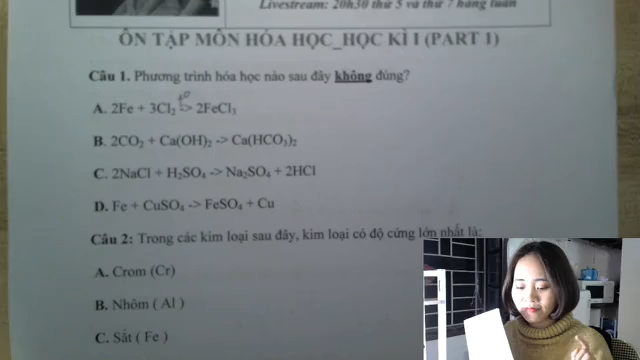 Livestream: 20h30 thứ 5 và thứ 7 hàng tuần
ÔN TẬP MÔN HÓA HỌC_HỌC KÌ I (PART 1)
Câu 1. Phương trình hóa học nào sau đây không đúng?
t°
A. 2Fe + 3Cl₂ -> 2FeCl₃
B. 2CO₂ + Ca(OH)₂ -> Ca(HCO₃)₂
C. 2NaCl + H₂SO₄ -> Na₂SO₄ + 2HCl
D. Fe + CuSO₄ -> FeSO₄ + Cu
Câu 2: Trong các kim loại sau đây, kim loại có độ cứng lớn nhất là:
A. Crom (Cr)
B. Nhôm ( Al )
C. Sắt ( Fe )